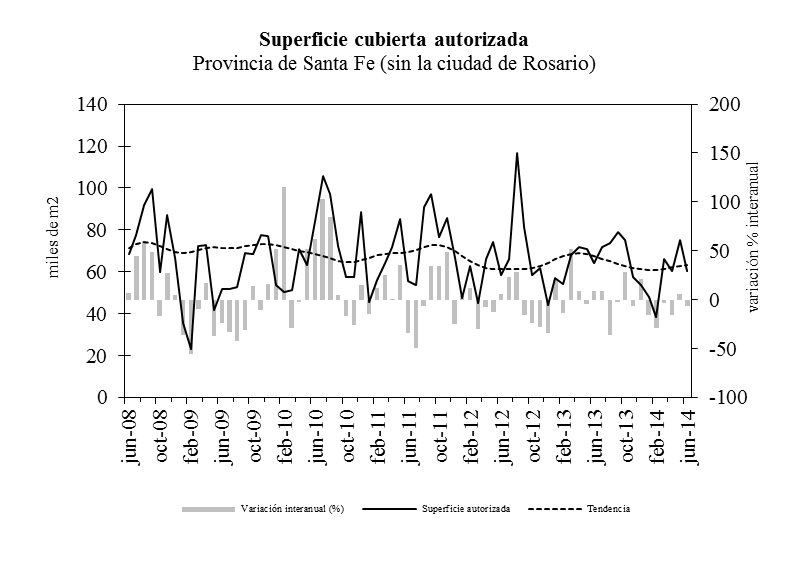 Superficie cubierta autorizada
Provincia de Santa Fe (sin la ciudad de Rosario)
miles de m2
140
120
100
80
60
40
20
0
200
150
100
50
0
-50
-100
variación % interanual
jun-08
oct-08
feb-09
jun-09
oct-09
feb-10
jun-10
oct-10
feb-11
jun-11
oct-11
feb-12
jun-12
oct-12
feb-13
jun-13
oct-13
feb-14
jun-14
Variación interanual (%)
Superficie autorizada
Tendencia